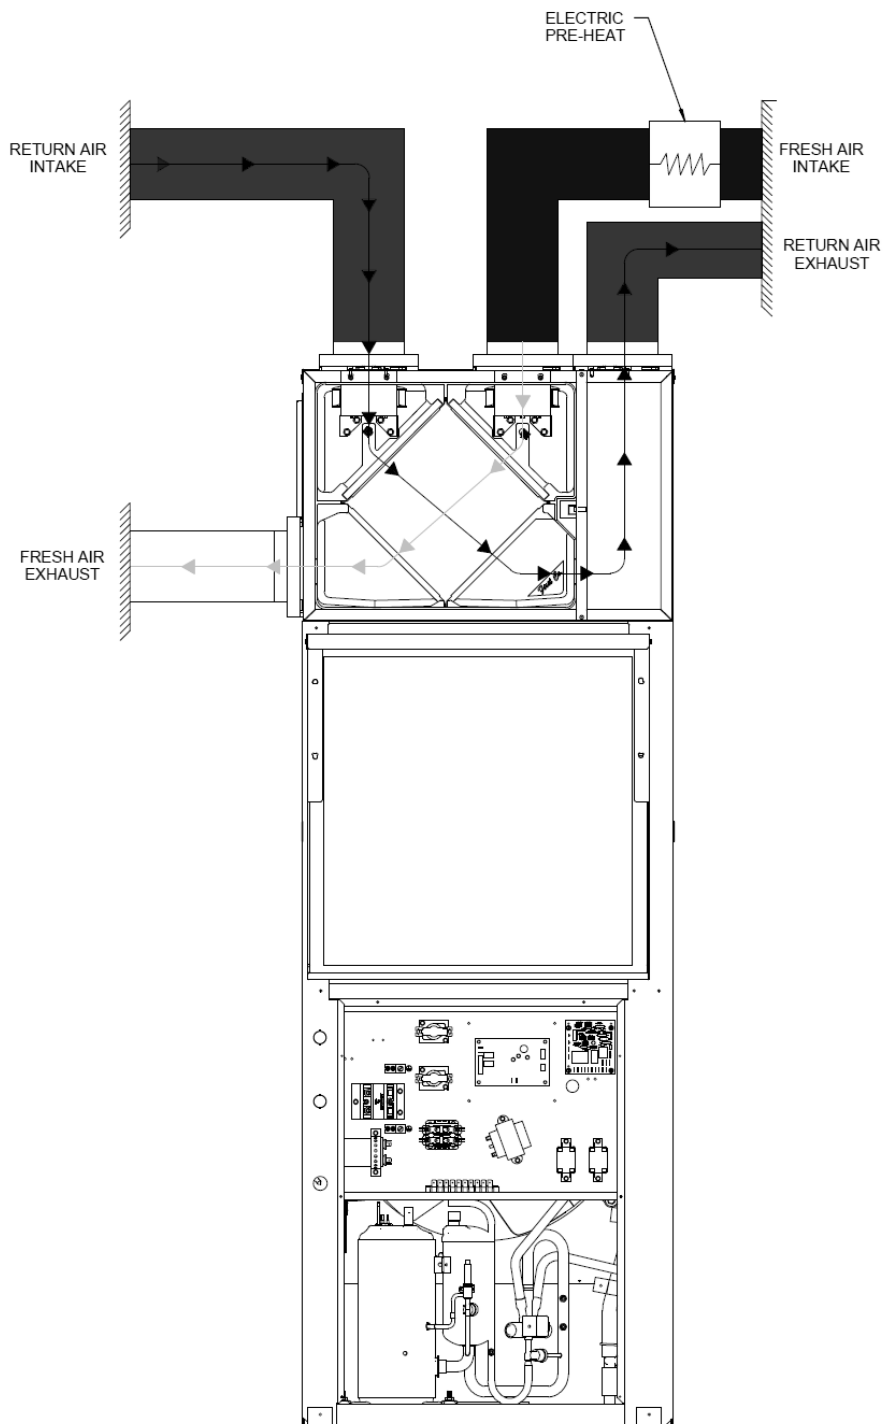 ELECTRIC
PRE-HEAT
RETURN AIR
INTAKE
FRESH AIR
INTAKE
RETURN AIR
EXHAUST
FRESH AIR
EXHAUST